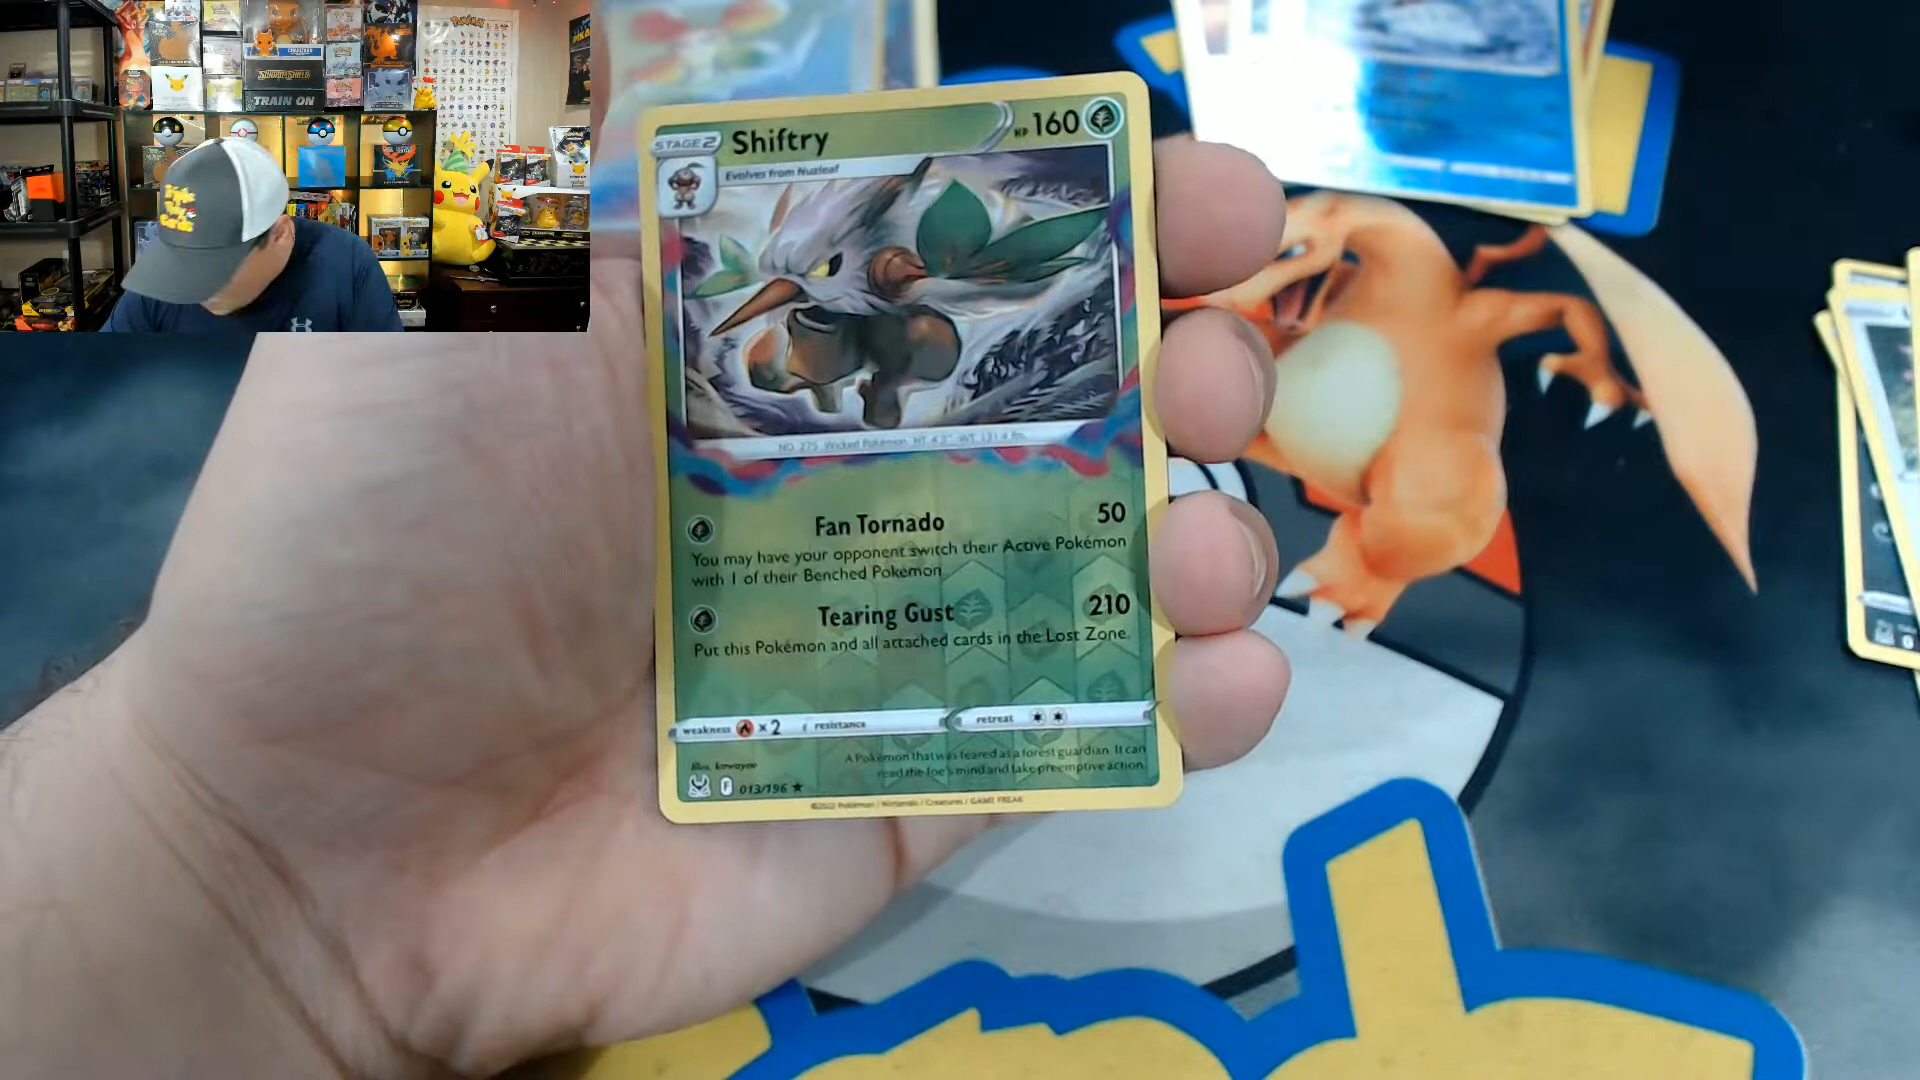 POKÉMON
SWORD & SHIELD
TRAIN ON
STAGE 2
Shiftry
HP 160
Evolves from Nuzleaf
NO. 275 Wicked Pokémon HT: 4'3" WT: 131.4 lbs.
Fan Tornado 50
You may have your opponent switch their Active Pokémon
with 1 of their Benched Pokémon
Tearing Gust 210
Put this Pokémon and all attached cards in the Lost Zone.
weakness × 2 resistance retreat
Illus. kawayoo
A Pokémon that was feared as a forest guardian. It can
read the foe's mind and take preemptive action.
F 013/196 ★
©2022 Pokémon / Nintendo / Creatures / GAME FREAK